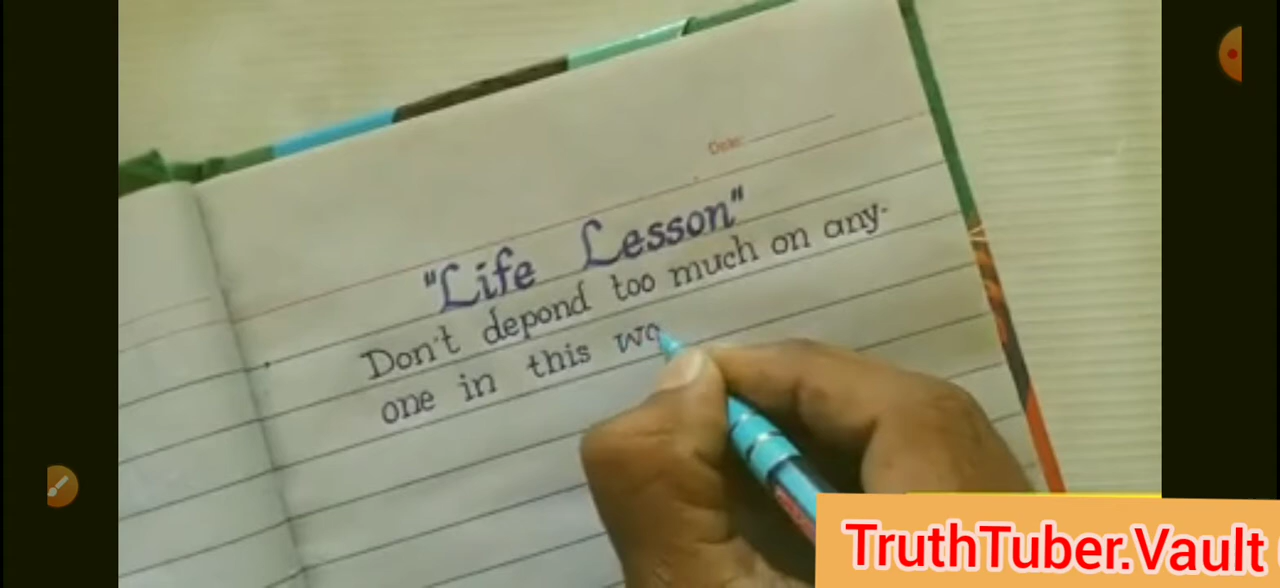 Date:
"Life Lesson"
Don't depond too much on any-
one in this wo
TruthTuber.Vault